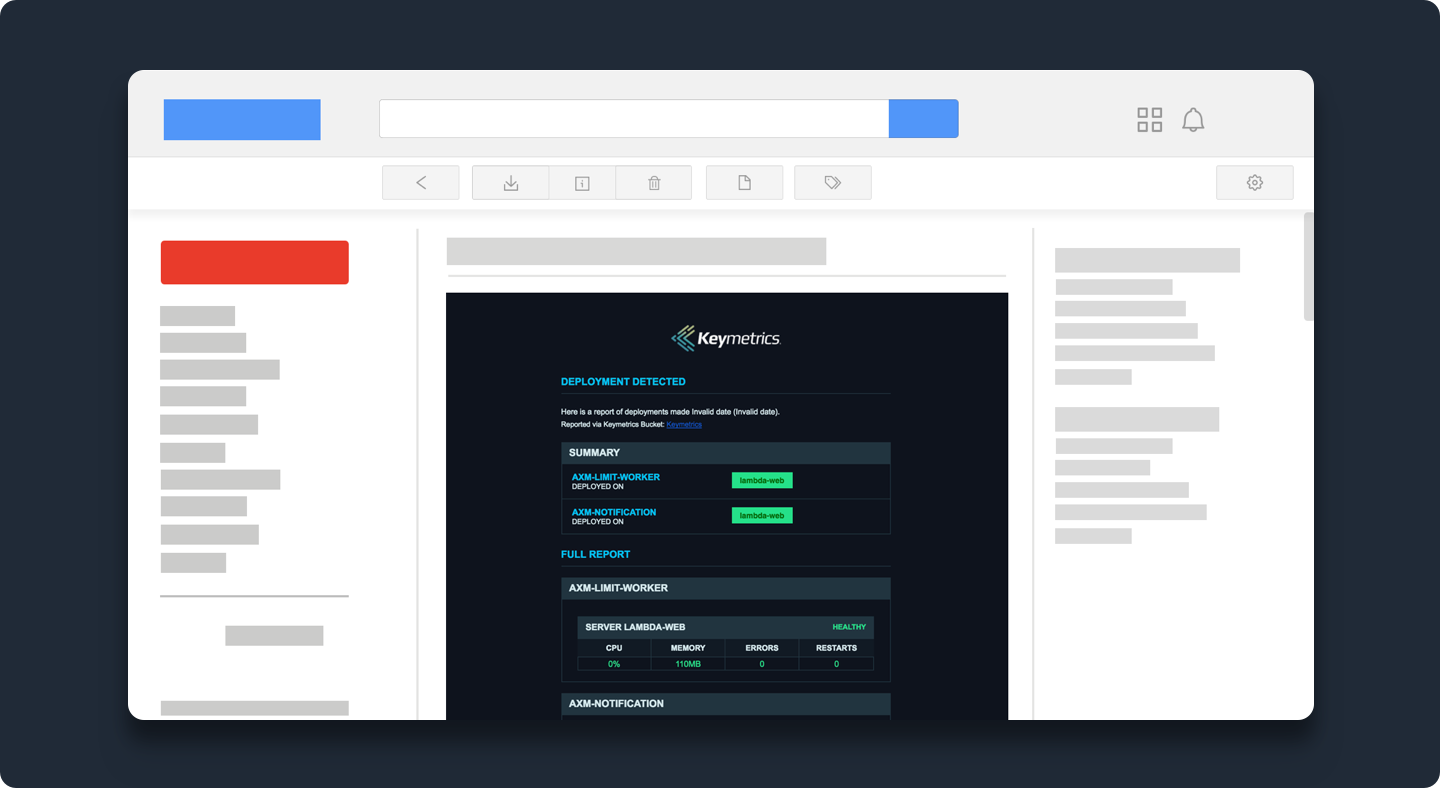 Keymetrics
DEPLOYMENT DETECTED
Here is a report of deployments made Invalid date (Invalid date).
Reported via Keymetrics Bucket: Keymetrics
SUMMARY
AXM-LIMIT-WORKER
DEPLOYED ON
lambda-web
AXM-NOTIFICATION
DEPLOYED ON
lambda-web
FULL REPORT
AXM-LIMIT-WORKER
SERVER LAMBDA-WEB HEALTHY
CPU MEMORY ERRORS RESTARTS
0% 110MB 0 0
AXM-NOTIFICATION